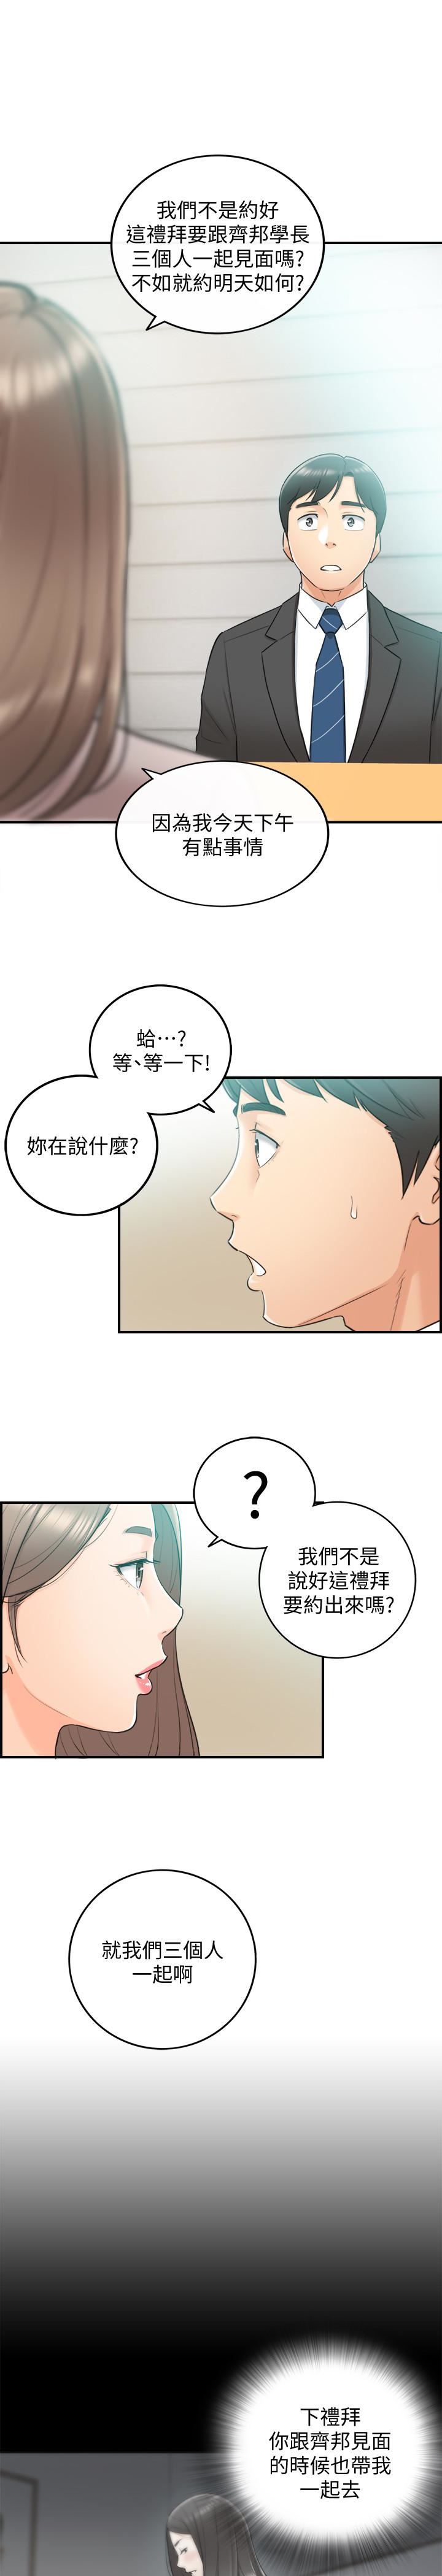 我們不是約好
這禮拜要跟齊邦學長
三個人一起見面嗎?
不如就約明天如何?
因為我今天下午
有點事情
蛤…?
等、等一下!
妳在說什麼?
?
我們不是
說好這禮拜
要約出來嗎?
就我們三個人
一起啊
下禮拜
你跟齊邦見面
的時候也帶我
一起去